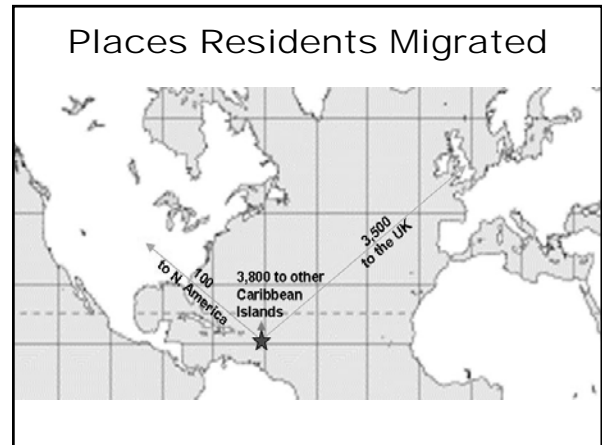 Places Residents Migrated
3,500
to the UK
100
to N. America
3,800 to other
Caribbean
Islands